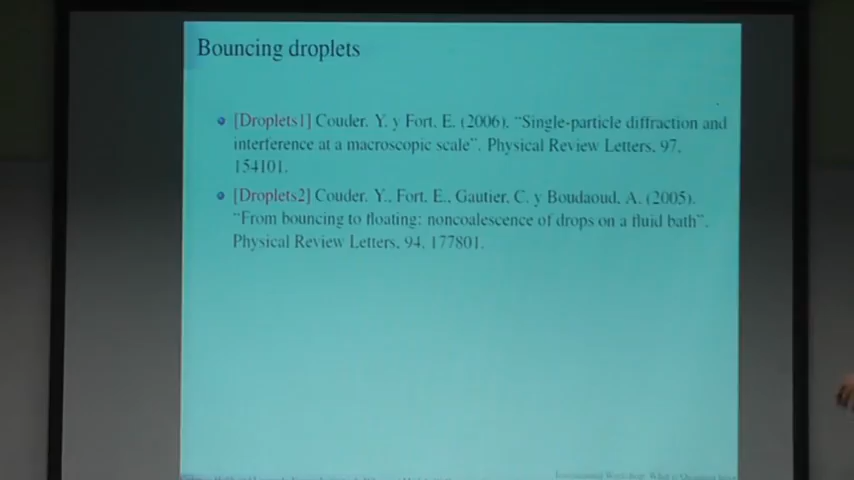 Bouncing droplets
[Droplets1] Couder, Y. y Fort, E. (2006). “Single-particle diffraction and
interference at a macroscopic scale”. Physical Review Letters, 97,
154101.
[Droplets2] Couder, Y., Fort, E., Gautier, C. y Boudaoud, A. (2005).
“From bouncing to floating: noncoalescence of drops on a fluid bath”.
Physical Review Letters, 94, 177801.